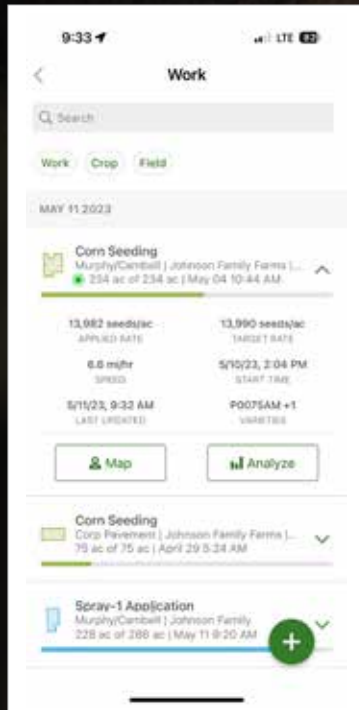 9:33
LTE 82
Work
Search
Work Crop Field
MAY 11 2023
Corn Seeding
Murphy/Cambell | Johnson Family Farms |...
234 ac of 234 ac | May 04 10:44 AM
13,982 seeds/ac 13,990 seeds/ac
APPLIED RATE TARGET RATE
6.6 mi/hr 5/10/23, 2:04 PM
SPEED START TIME
5/11/23, 9:32 AM P0075AM +1
LAST UPDATED VARIETIES
Map Analyze
Corn Seeding
Corp Pavement | Johnson Family Farms |...
75 ac of 75 ac | April 29 5:24 AM
Spray-1 Application
Murphy/Cambell | Johnson Family
228 ac of 286 ac | May 11 9:20 AM